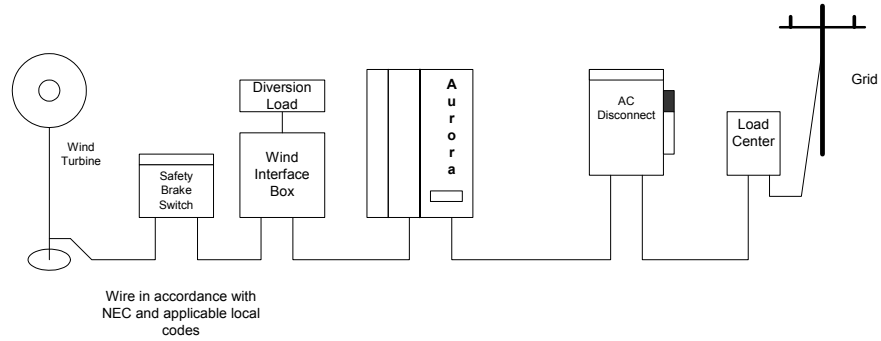 Wind
Turbine
Safety
Brake
Switch
Diversion
Load
Wind
Interface
Box
A
u
r
o
r
a
AC
Disconnect
Load
Center
Grid
Wire in accordance with
NEC and applicable local
codes